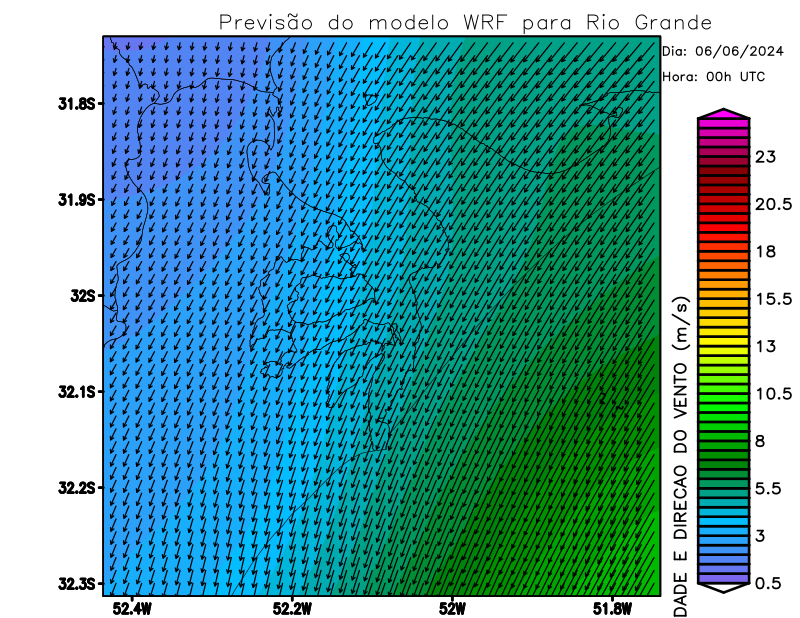 Previsão do modelo WRF para Rio Grande
Dia: 06/06/2024
Hora: 00h UTC
31.8S
31.9S
32S
32.1S
32.2S
32.3S
52.4W
52.2W
52W
51.8W
23
20.5
18
15.5
13
10.5
8
5.5
3
0.5
DADE E DIRECAO DO VENTO (m/s)